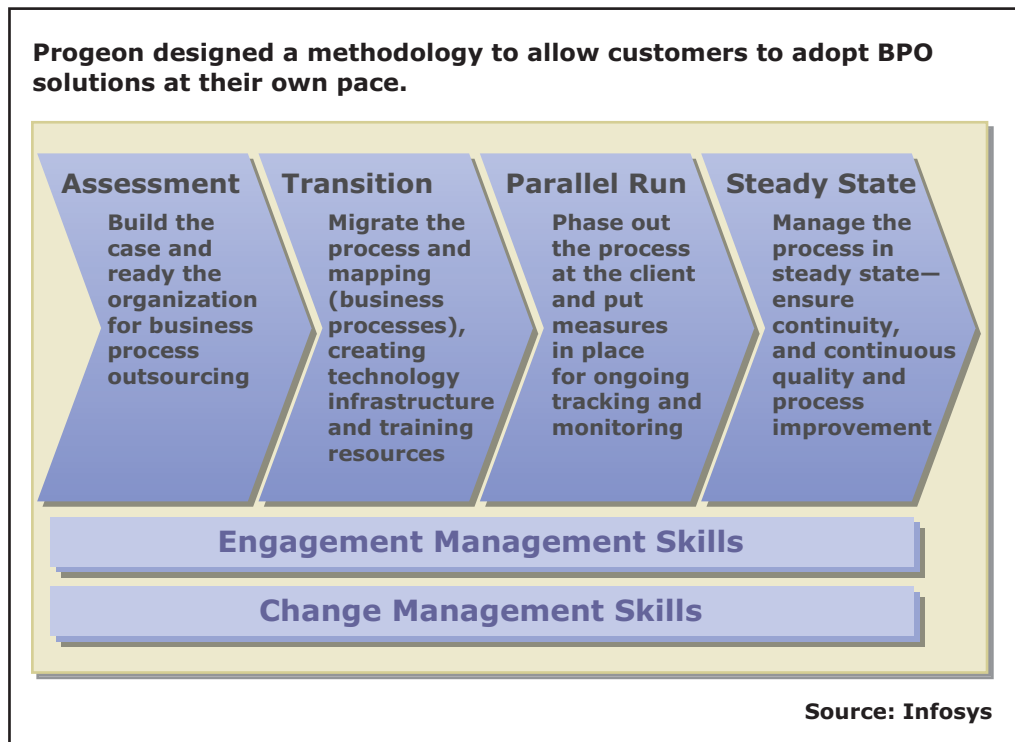 Progeon designed a methodology to allow customers to adopt BPO
solutions at their own pace.
Assessment
Build the
case and
ready the
organization
for business
process
outsourcing
Transition
Migrate the
process and
mapping
(business
processes),
creating
technology
infrastructure
and training
resources
Parallel Run
Phase out
the process
at the client
and put
measures
in place
for ongoing
tracking and
monitoring
Steady State
Manage the
process in
steady state—
ensure
continuity,
and continuous
quality and
process
improvement
Engagement Management Skills
Change Management Skills
Source: Infosys